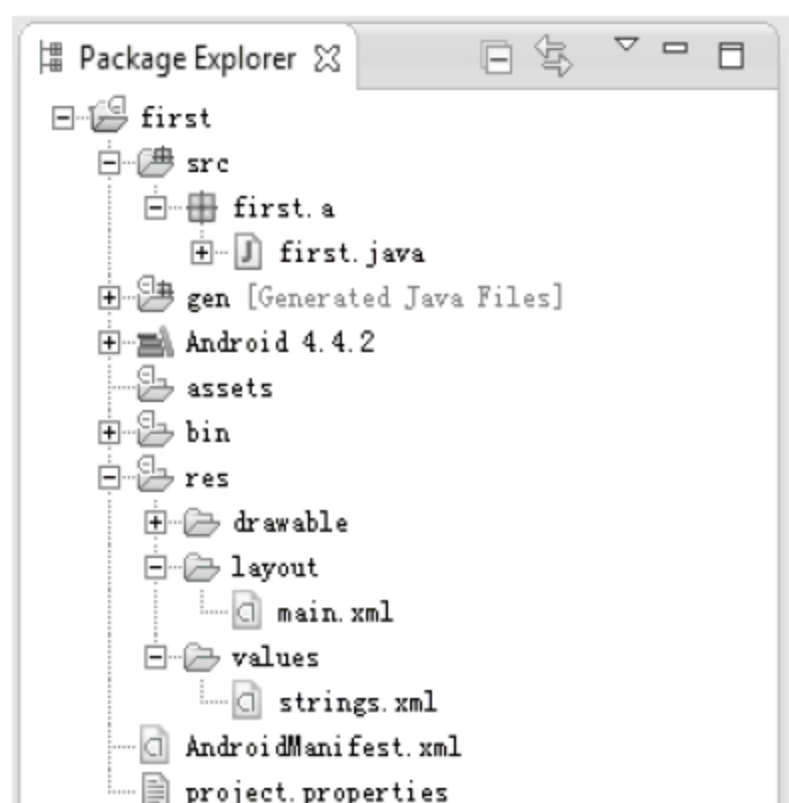 Package Explorer
first
src
first.a
first.java
gen [Generated Java Files]
Android 4.4.2
assets
bin
res
drawable
layout
main.xml
values
strings.xml
AndroidManifest.xml
project.properties